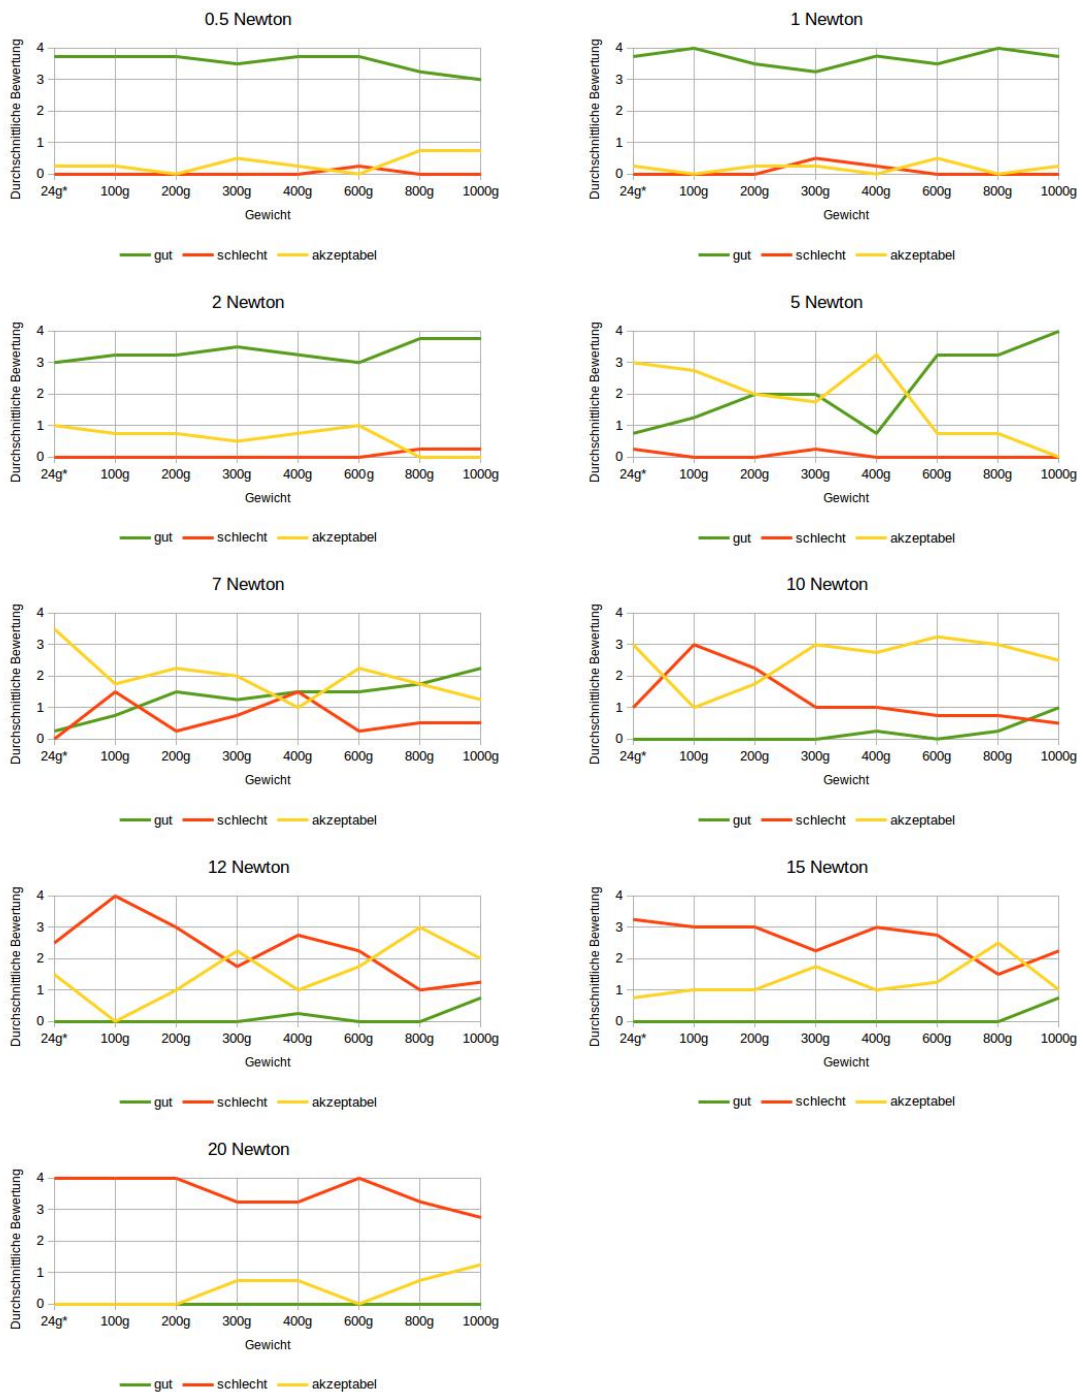 0.5 Newton
Durchschnittliche Bewertung
4
3
2
1
0
24g* 100g 200g 300g 400g 600g 800g 1000g
Gewicht
gut schlecht akzeptabel
1 Newton
Durchschnittliche Bewertung
4
3
2
1
0
24g* 100g 200g 300g 400g 600g 800g 1000g
Gewicht
gut schlecht akzeptabel
2 Newton
Durchschnittliche Bewertung
4
3
2
1
0
24g* 100g 200g 300g 400g 600g 800g 1000g
Gewicht
gut schlecht akzeptabel
5 Newton
Durchschnittliche Bewertung
4
3
2
1
0
24g* 100g 200g 300g 400g 600g 800g 1000g
Gewicht
gut schlecht akzeptabel
7 Newton
Durchschnittliche Bewertung
4
3
2
1
0
24g* 100g 200g 300g 400g 600g 800g 1000g
Gewicht
gut schlecht akzeptabel
10 Newton
Durchschnittliche Bewertung
4
3
2
1
0
24g* 100g 200g 300g 400g 600g 800g 1000g
Gewicht
gut schlecht akzeptabel
12 Newton
Durchschnittliche Bewertung
4
3
2
1
0
24g* 100g 200g 300g 400g 600g 800g 1000g
Gewicht
gut schlecht akzeptabel
15 Newton
Durchschnittliche Bewertung
4
3
2
1
0
24g* 100g 200g 300g 400g 600g 800g 1000g
Gewicht
gut schlecht akzeptabel
20 Newton
Durchschnittliche Bewertung
4
3
2
1
0
24g* 100g 200g 300g 400g 600g 800g 1000g
Gewicht
gut schlecht akzeptabel